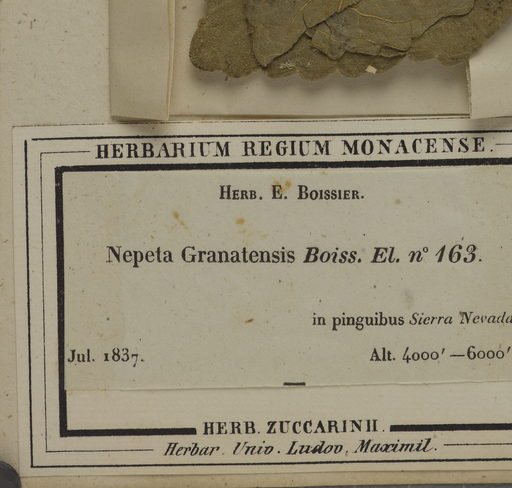 HERBARIUM REGIUM MONACENSE.
HERB. E. BOISSIER.
Nepeta Granatensis Boiss. El. n° 163.
in pinguibus Sierra Nevada
Jul. 1837. Alt. 4000' — 6000'
HERB. ZUCCARINII.
Herbar. Univ. Ludov. Maximil.